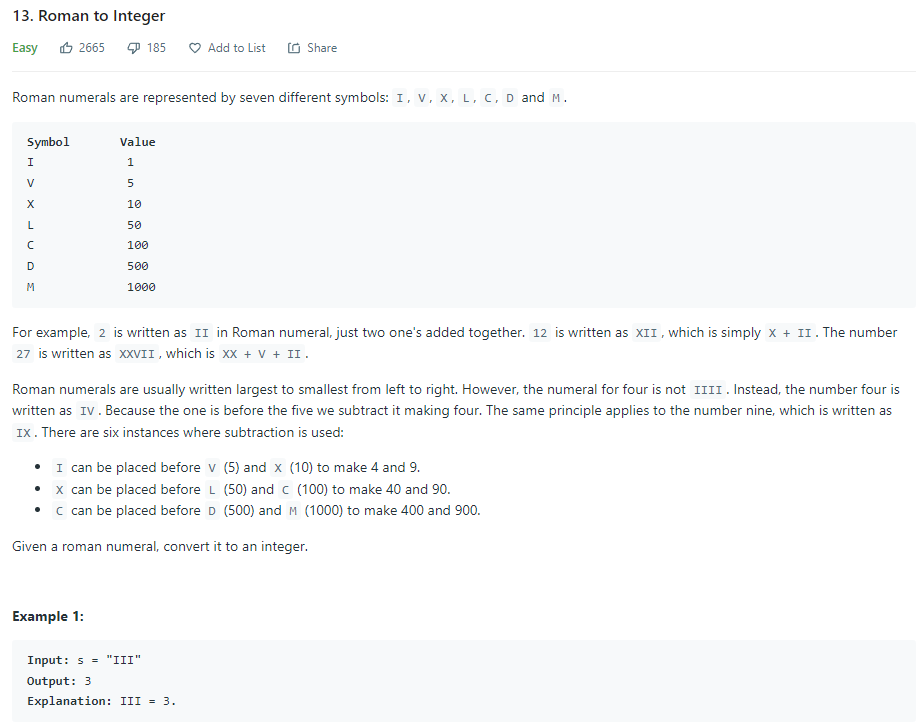 13. Roman to Integer
Easy 2665 185 Add to List Share
Roman numerals are represented by seven different symbols: I, V, X, L, C, D and M.
Symbol Value
I 1
V 5
X 10
L 50
C 100
D 500
M 1000
For example, 2 is written as II in Roman numeral, just two one's added together. 12 is written as XII, which is simply X + II. The number
27 is written as XXVII, which is XX + V + II.
Roman numerals are usually written largest to smallest from left to right. However, the numeral for four is not IIII. Instead, the number four is
written as IV. Because the one is before the five we subtract it making four. The same principle applies to the number nine, which is written as
IX. There are six instances where subtraction is used:
• I can be placed before V (5) and X (10) to make 4 and 9.
• X can be placed before L (50) and C (100) to make 40 and 90.
• C can be placed before D (500) and M (1000) to make 400 and 900.
Given a roman numeral, convert it to an integer.
Example 1:
Input: s = "III"
Output: 3
Explanation: III = 3.